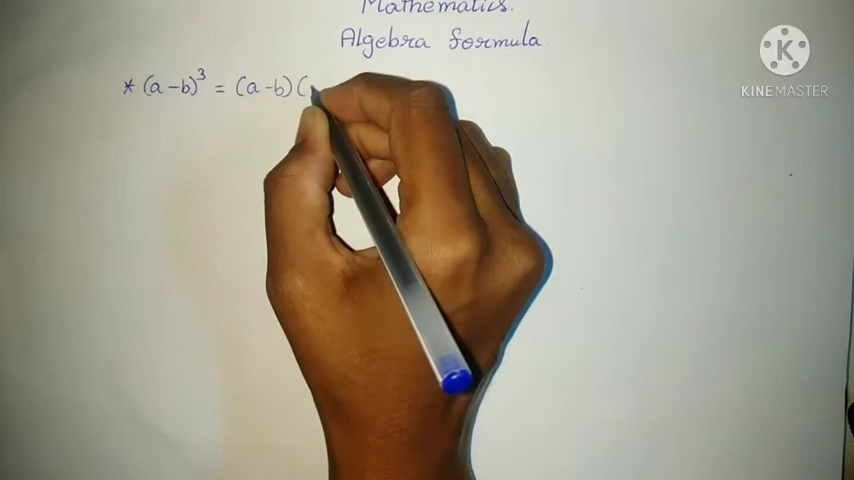 Mathematics.
Algebra formula
* (a-b)³ = (a-b)(
K
KINEMASTER